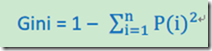 Gini = 1 − ∑ⁿᵢ₌₁ P(i)²↵